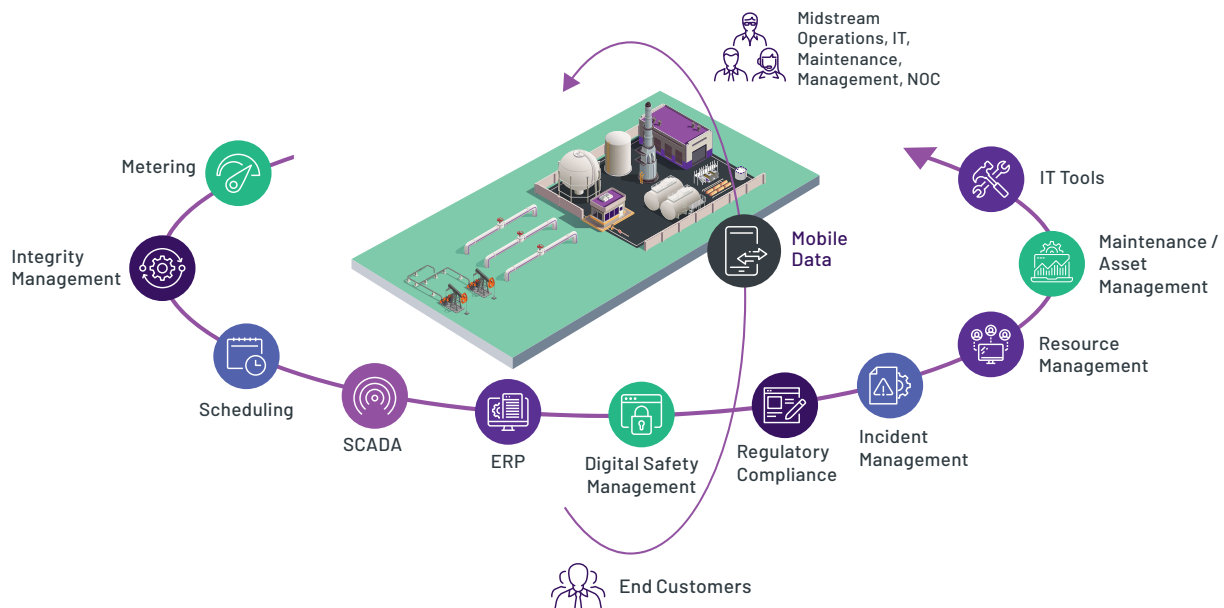 Midstream
Operations, IT,
Maintenance,
Management, NOC
Metering
IT Tools
Integrity
Management
Mobile
Data
Maintenance /
Asset
Management
Scheduling
Resource
Management
SCADA
ERP
Digital Safety
Management
Regulatory
Compliance
Incident
Management
End Customers